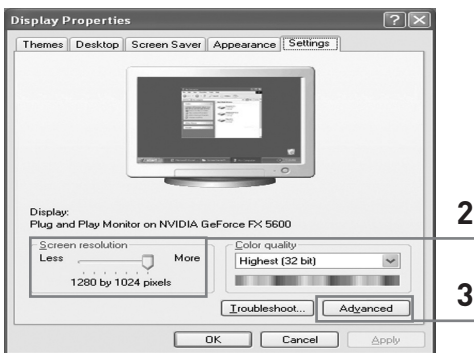 Display Properties
Themes Desktop Screen Saver Appearance Settings
Display:
Plug and Play Monitor on NVIDIA GeForce FX 5600
Screen resolution
Less More
1280 by 1024 pixels
Color quality
Highest (32 bit)
2
Troubleshoot... Advanced
3
OK Cancel Apply